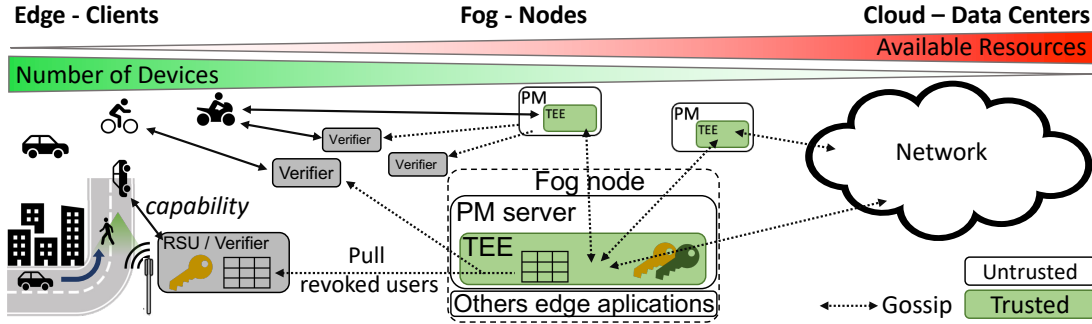 Edge - Clients
Fog - Nodes
Cloud – Data Centers
Available Resources
Number of Devices
PM
TEE
PM
TEE
Verifier
Verifier
Verifier
Network
Fog node
capability
PM server
RSU / Verifier
TEE
Pull
revoked users
Others edge aplications
Untrusted
Gossip
Trusted